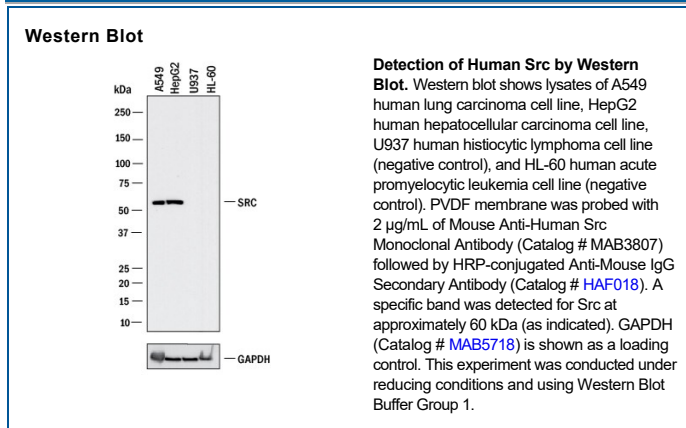 Western Blot
A549
HepG2
U937
HL-60
kDa
250
150
100
75
50
37
25
20
15
10
SRC
GAPDH
Detection of Human Src by Western
Blot. Western blot shows lysates of A549
human lung carcinoma cell line, HepG2
human hepatocellular carcinoma cell line,
U937 human histiocytic lymphoma cell line
(negative control), and HL-60 human acute
promyelocytic leukemia cell line (negative
control). PVDF membrane was probed with
2 µg/mL of Mouse Anti-Human Src
Monoclonal Antibody (Catalog # MAB3807)
followed by HRP-conjugated Anti-Mouse IgG
Secondary Antibody (Catalog # HAF018). A
specific band was detected for Src at
approximately 60 kDa (as indicated). GAPDH
(Catalog # MAB5718) is shown as a loading
control. This experiment was conducted under
reducing conditions and using Western Blot
Buffer Group 1.